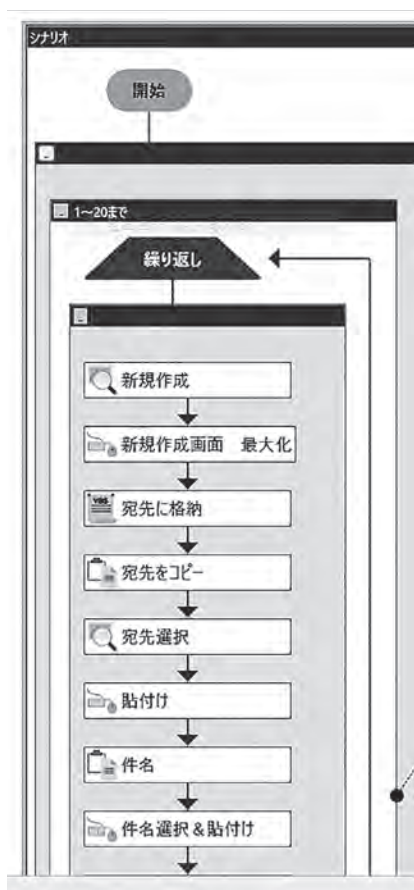 シナリオ
開始
1～20まで
繰り返し
新規作成
新規作成画面　最大化
VBS
宛先に格納
宛先をコピー
宛先選択
貼付け
件名
件名選択＆貼付け